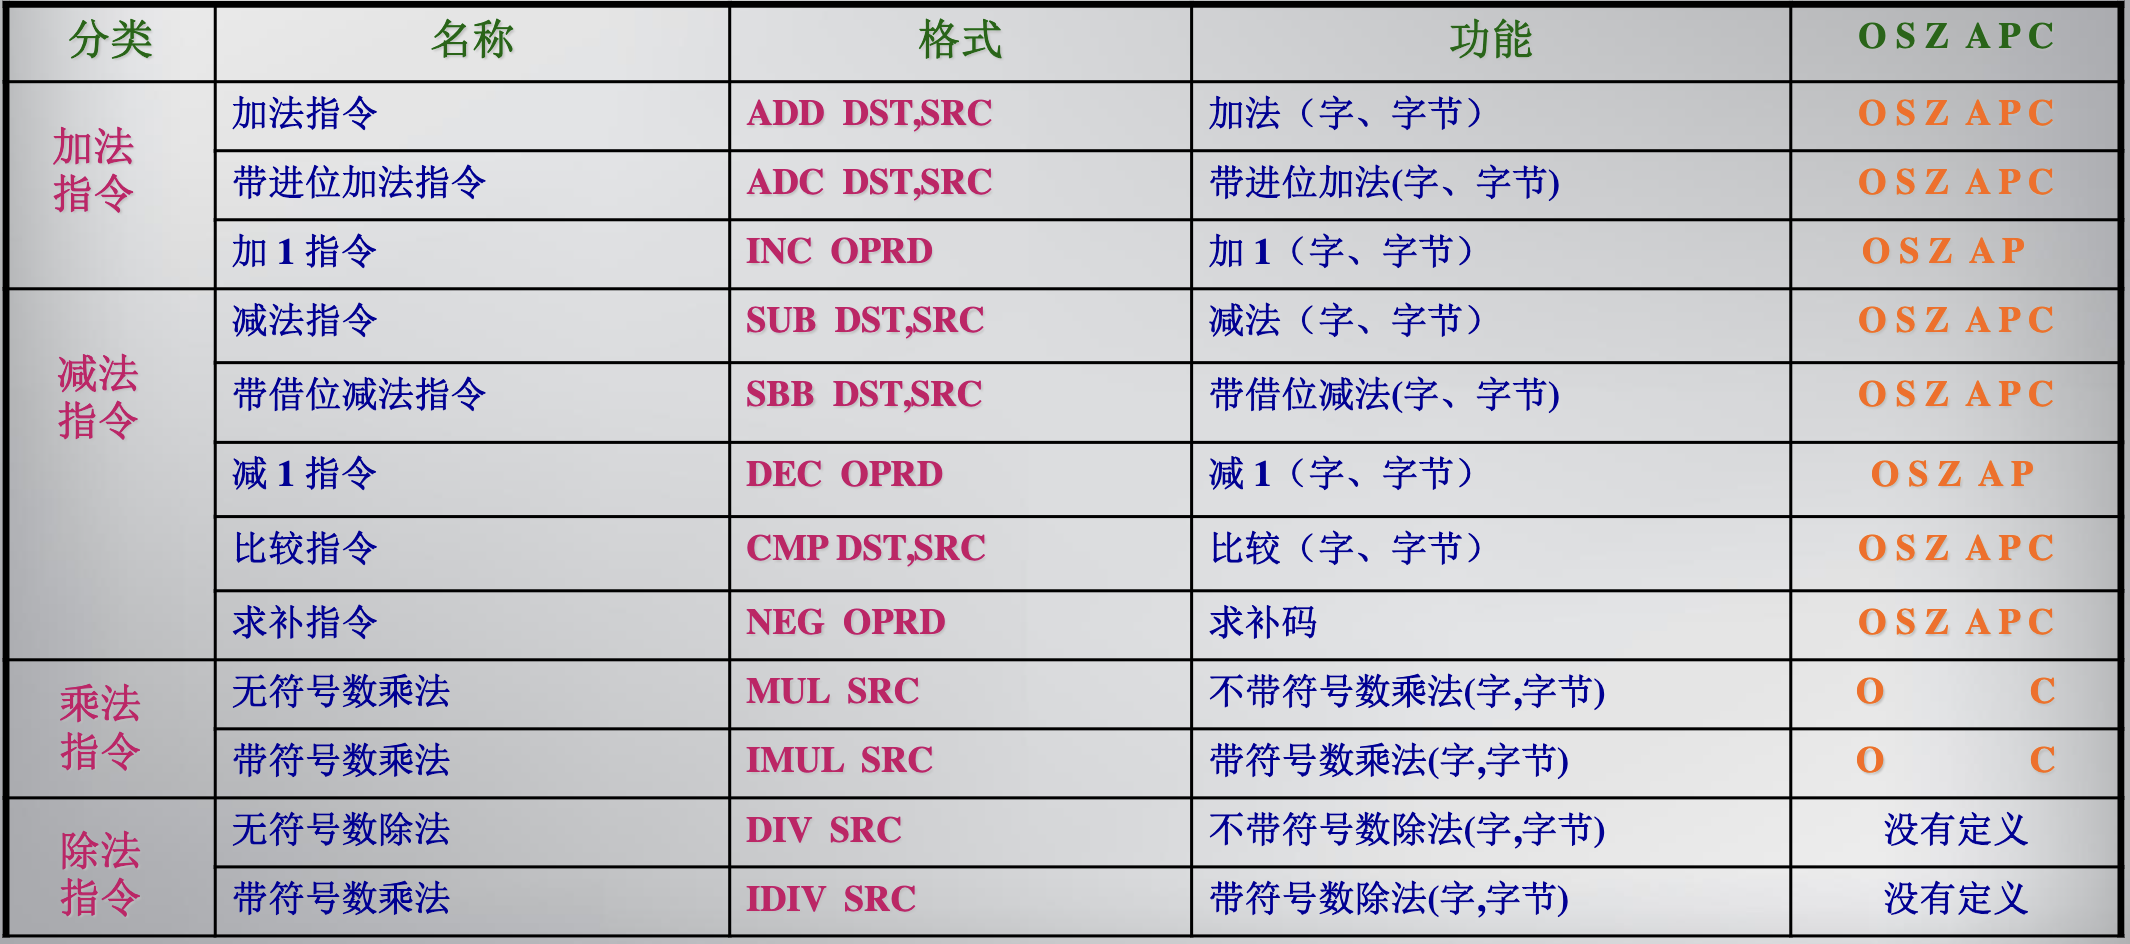 分类 名称 格式 功能 O S Z A P C
加法
指令
加法指令 ADD DST,SRC 加法（字、字节） O S Z A P C
带进位加法指令 ADC DST,SRC 带进位加法(字、字节) O S Z A P C
加 1 指令 INC OPRD 加 1（字、字节） O S Z A P
减法
指令
减法指令 SUB DST,SRC 减法（字、字节） O S Z A P C
带借位减法指令 SBB DST,SRC 带借位减法(字、字节) O S Z A P C
减 1 指令 DEC OPRD 减 1（字、字节） O S Z A P
比较指令 CMP DST,SRC 比较（字、字节） O S Z A P C
求补指令 NEG OPRD 求补码 O S Z A P C
乘法
指令
无符号数乘法 MUL SRC 不带符号数乘法(字,字节) O C
带符号数乘法 IMUL SRC 带符号数乘法(字,字节) O C
除法
指令
无符号数除法 DIV SRC 不带符号数除法(字,字节) 没有定义
带符号数乘法 IDIV SRC 带符号数除法(字,字节) 没有定义